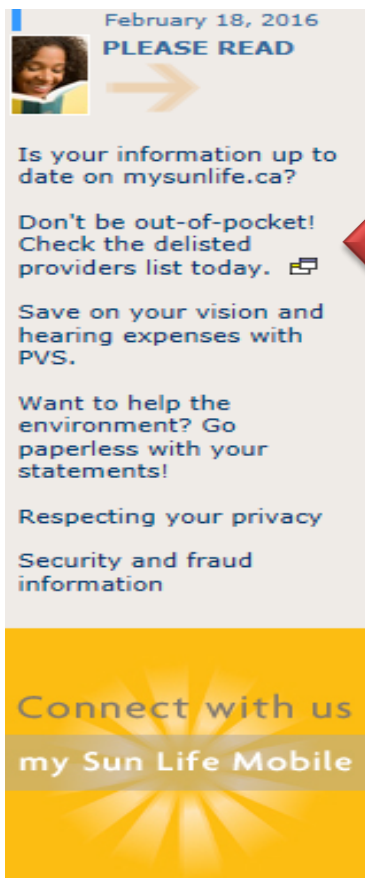 February 18, 2016
PLEASE READ
Is your information up to
date on mysunlife.ca?
Don't be out-of-pocket!
Check the delisted
providers list today.
Save on your vision and
hearing expenses with
PVS.
Want to help the
environment? Go
paperless with your
statements!
Respecting your privacy
Security and fraud
information
Connect with us
my Sun Life Mobile